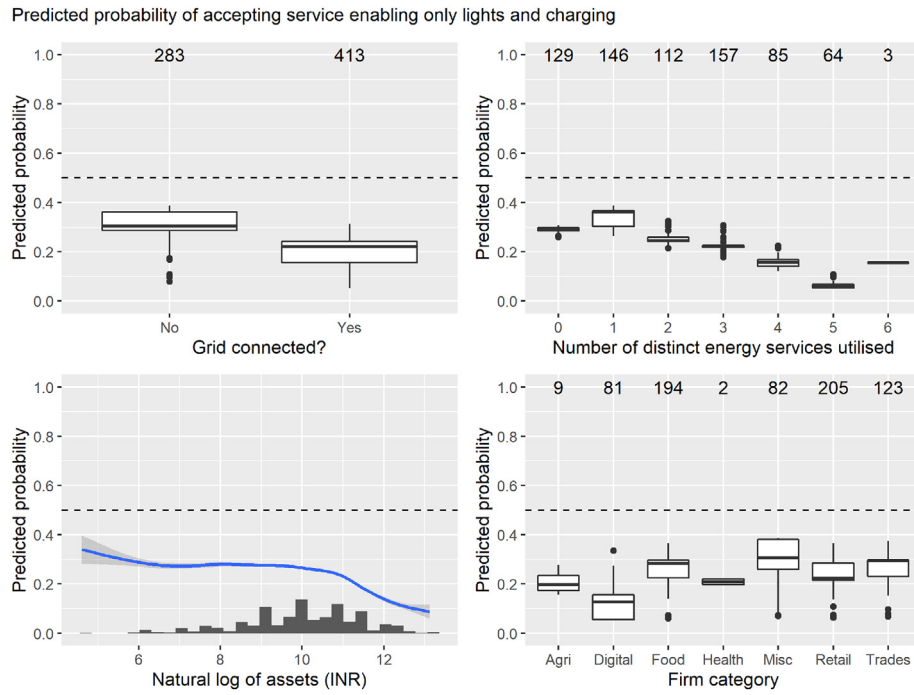 Predicted probability of accepting service enabling only lights and charging
283 413
1.0
0.8
0.6
0.4
0.2
0.0
Predicted probability
No Yes
Grid connected?
129 146 112 157 85 64 3
1.0
0.8
0.6
0.4
0.2
0.0
Predicted probability
0 1 2 3 4 5 6
Number of distinct energy services utilised
1.0
0.8
0.6
0.4
0.2
0.0
Predicted probability
6 8 10 12
Natural log of assets (INR)
9 81 194 2 82 205 123
1.0
0.8
0.6
0.4
0.2
0.0
Predicted probability
Agri Digital Food Health Misc Retail Trades
Firm category